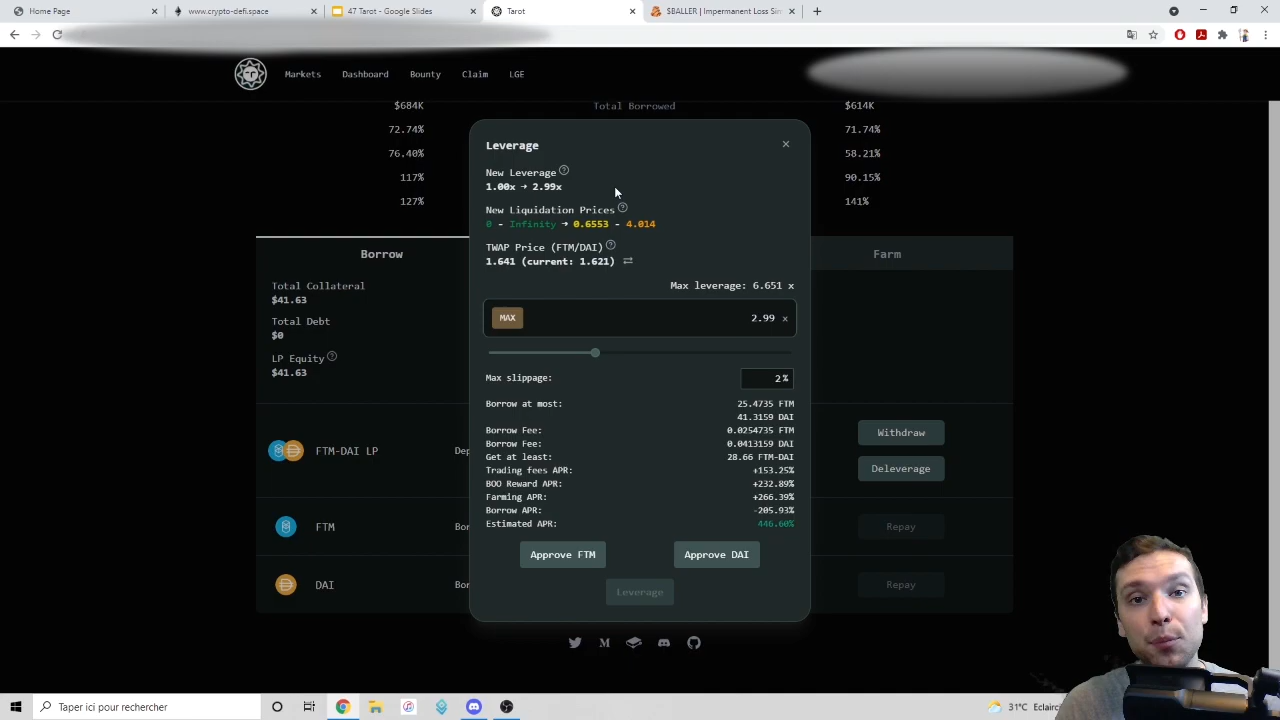 Home Page
www.crypto-defi.space
47 Tarot - Google Slides
Tarot
$BALLER | Impermanent Loss Sim
Markets
Dashboard
Bounty
Claim
LGE
$684K
Total Borrowed
$614K
72.74%
71.74%
76.40%
58.21%
117%
90.15%
127%
141%
Leverage
New Leverage
1.00x → 2.99x
New Liquidation Prices
0 - Infinity → 0.6553 - 4.014
TWAP Price (FTM/DAI)
1.641 (current: 1.621)
Max leverage: 6.651 x
MAX
2.99 x
Max slippage:
2%
Borrow at most:
25.4735 FTM
41.3159 DAI
Borrow Fee:
0.0254735 FTM
Borrow Fee:
0.0413159 DAI
Get at least:
28.66 FTM-DAI
Trading fees APR:
+153.25%
BOO Reward APR:
+232.89%
Farming APR:
+266.39%
Borrow APR:
-205.93%
Estimated APR:
446.60%
Approve FTM
Approve DAI
Leverage
Borrow
Farm
Total Collateral
$41.63
Total Debt
$0
LP Equity
$41.63
FTM-DAI LP
Dep
Withdraw
Deleverage
FTM
Bor
Repay
DAI
Bor
Repay
Taper ici pour rechercher
31°C Eclairci